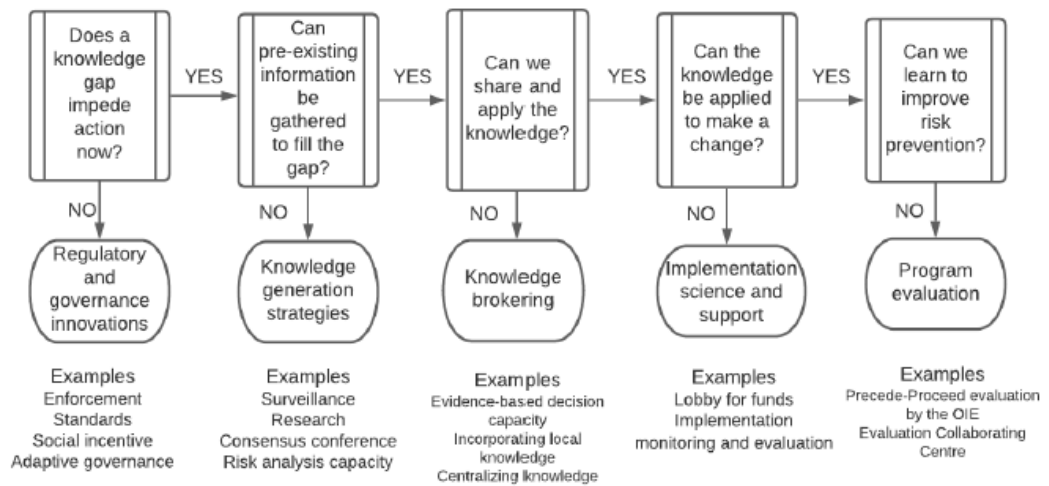 Does a
knowledge
gap
impede
action
now?
YES
Can
pre-existing
information
be
gathered
to fill the
gap?
YES
Can we
share and
apply the
knowledge?
YES
Can the
knowledge
be applied
to make a
change?
YES
Can we
learn to
improve
risk
prevention?
NO
NO
NO
NO
NO
Regulatory
and
governance
innovations
Knowledge
generation
strategies
Knowledge
brokering
Implementation
science and
support
Program
evaluation
Examples
Enforcement
Standards
Social incentive
Adaptive governance
Examples
Surveillance
Research
Consensus conference
Risk analysis capacity
Examples
Evidence-based decision
capacity
Incorporating local
knowledge
Centralizing knowledge
Examples
Lobby for funds
Implementation
monitoring and evaluation
Examples
Precede-Proceed evaluation
by the OIE
Evaluation Collaborating
Centre